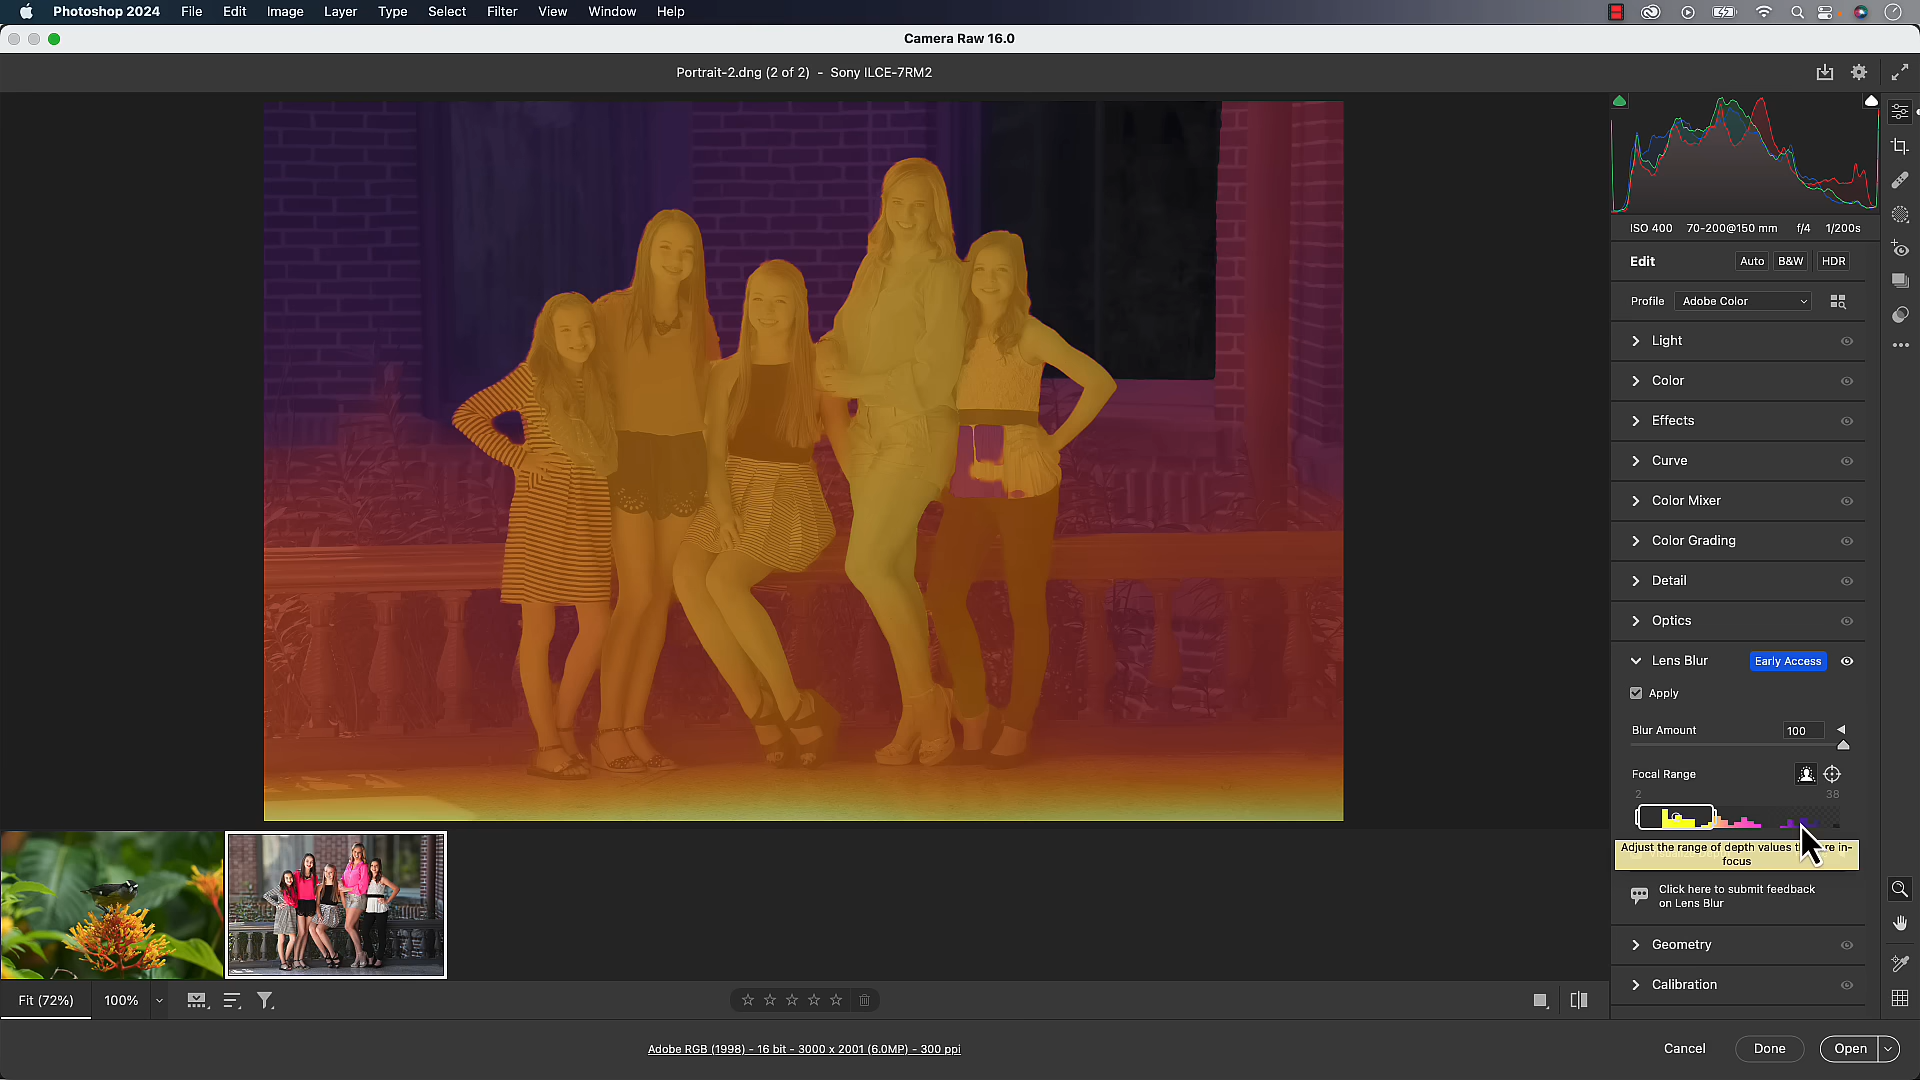 Photoshop 2024 File Edit Image Layer Type Select Filter View Window Help
Camera Raw 16.0
Portrait-2.dng (2 of 2) - Sony ILCE-7RM2
ISO 400 70-200@150 mm f/4 1/200s
Edit Auto B&W HDR
Profile Adobe Color
Light
Color
Effects
Curve
Color Mixer
Color Grading
Detail
Optics
Lens Blur Early Access
Apply
Blur Amount 100
Focal Range
2 38
Adjust the range of depth values re in-
focus
Click here to submit feedback
on Lens Blur
Geometry
Calibration
Fit (72%) 100%
Adobe RGB (1998) - 16 bit - 3000 x 2001 (6.0MP) - 300 ppi
Cancel Done Open